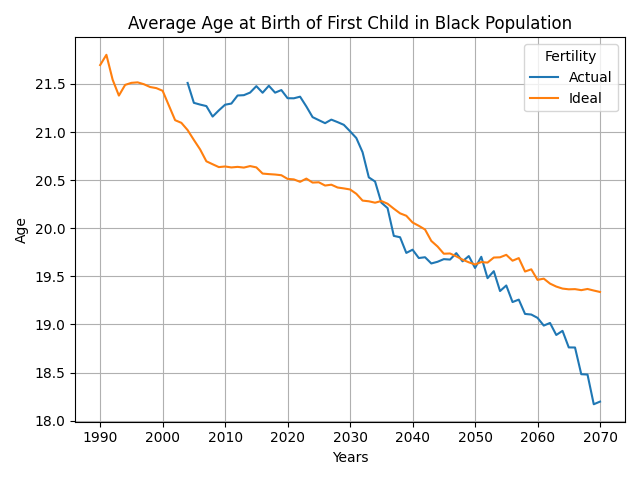 Average Age at Birth of First Child in Black Population
Fertility
Actual
Ideal
Age
21.5
21.0
20.5
20.0
19.5
19.0
18.5
18.0
1990 2000 2010 2020 2030 2040 2050 2060 2070
Years